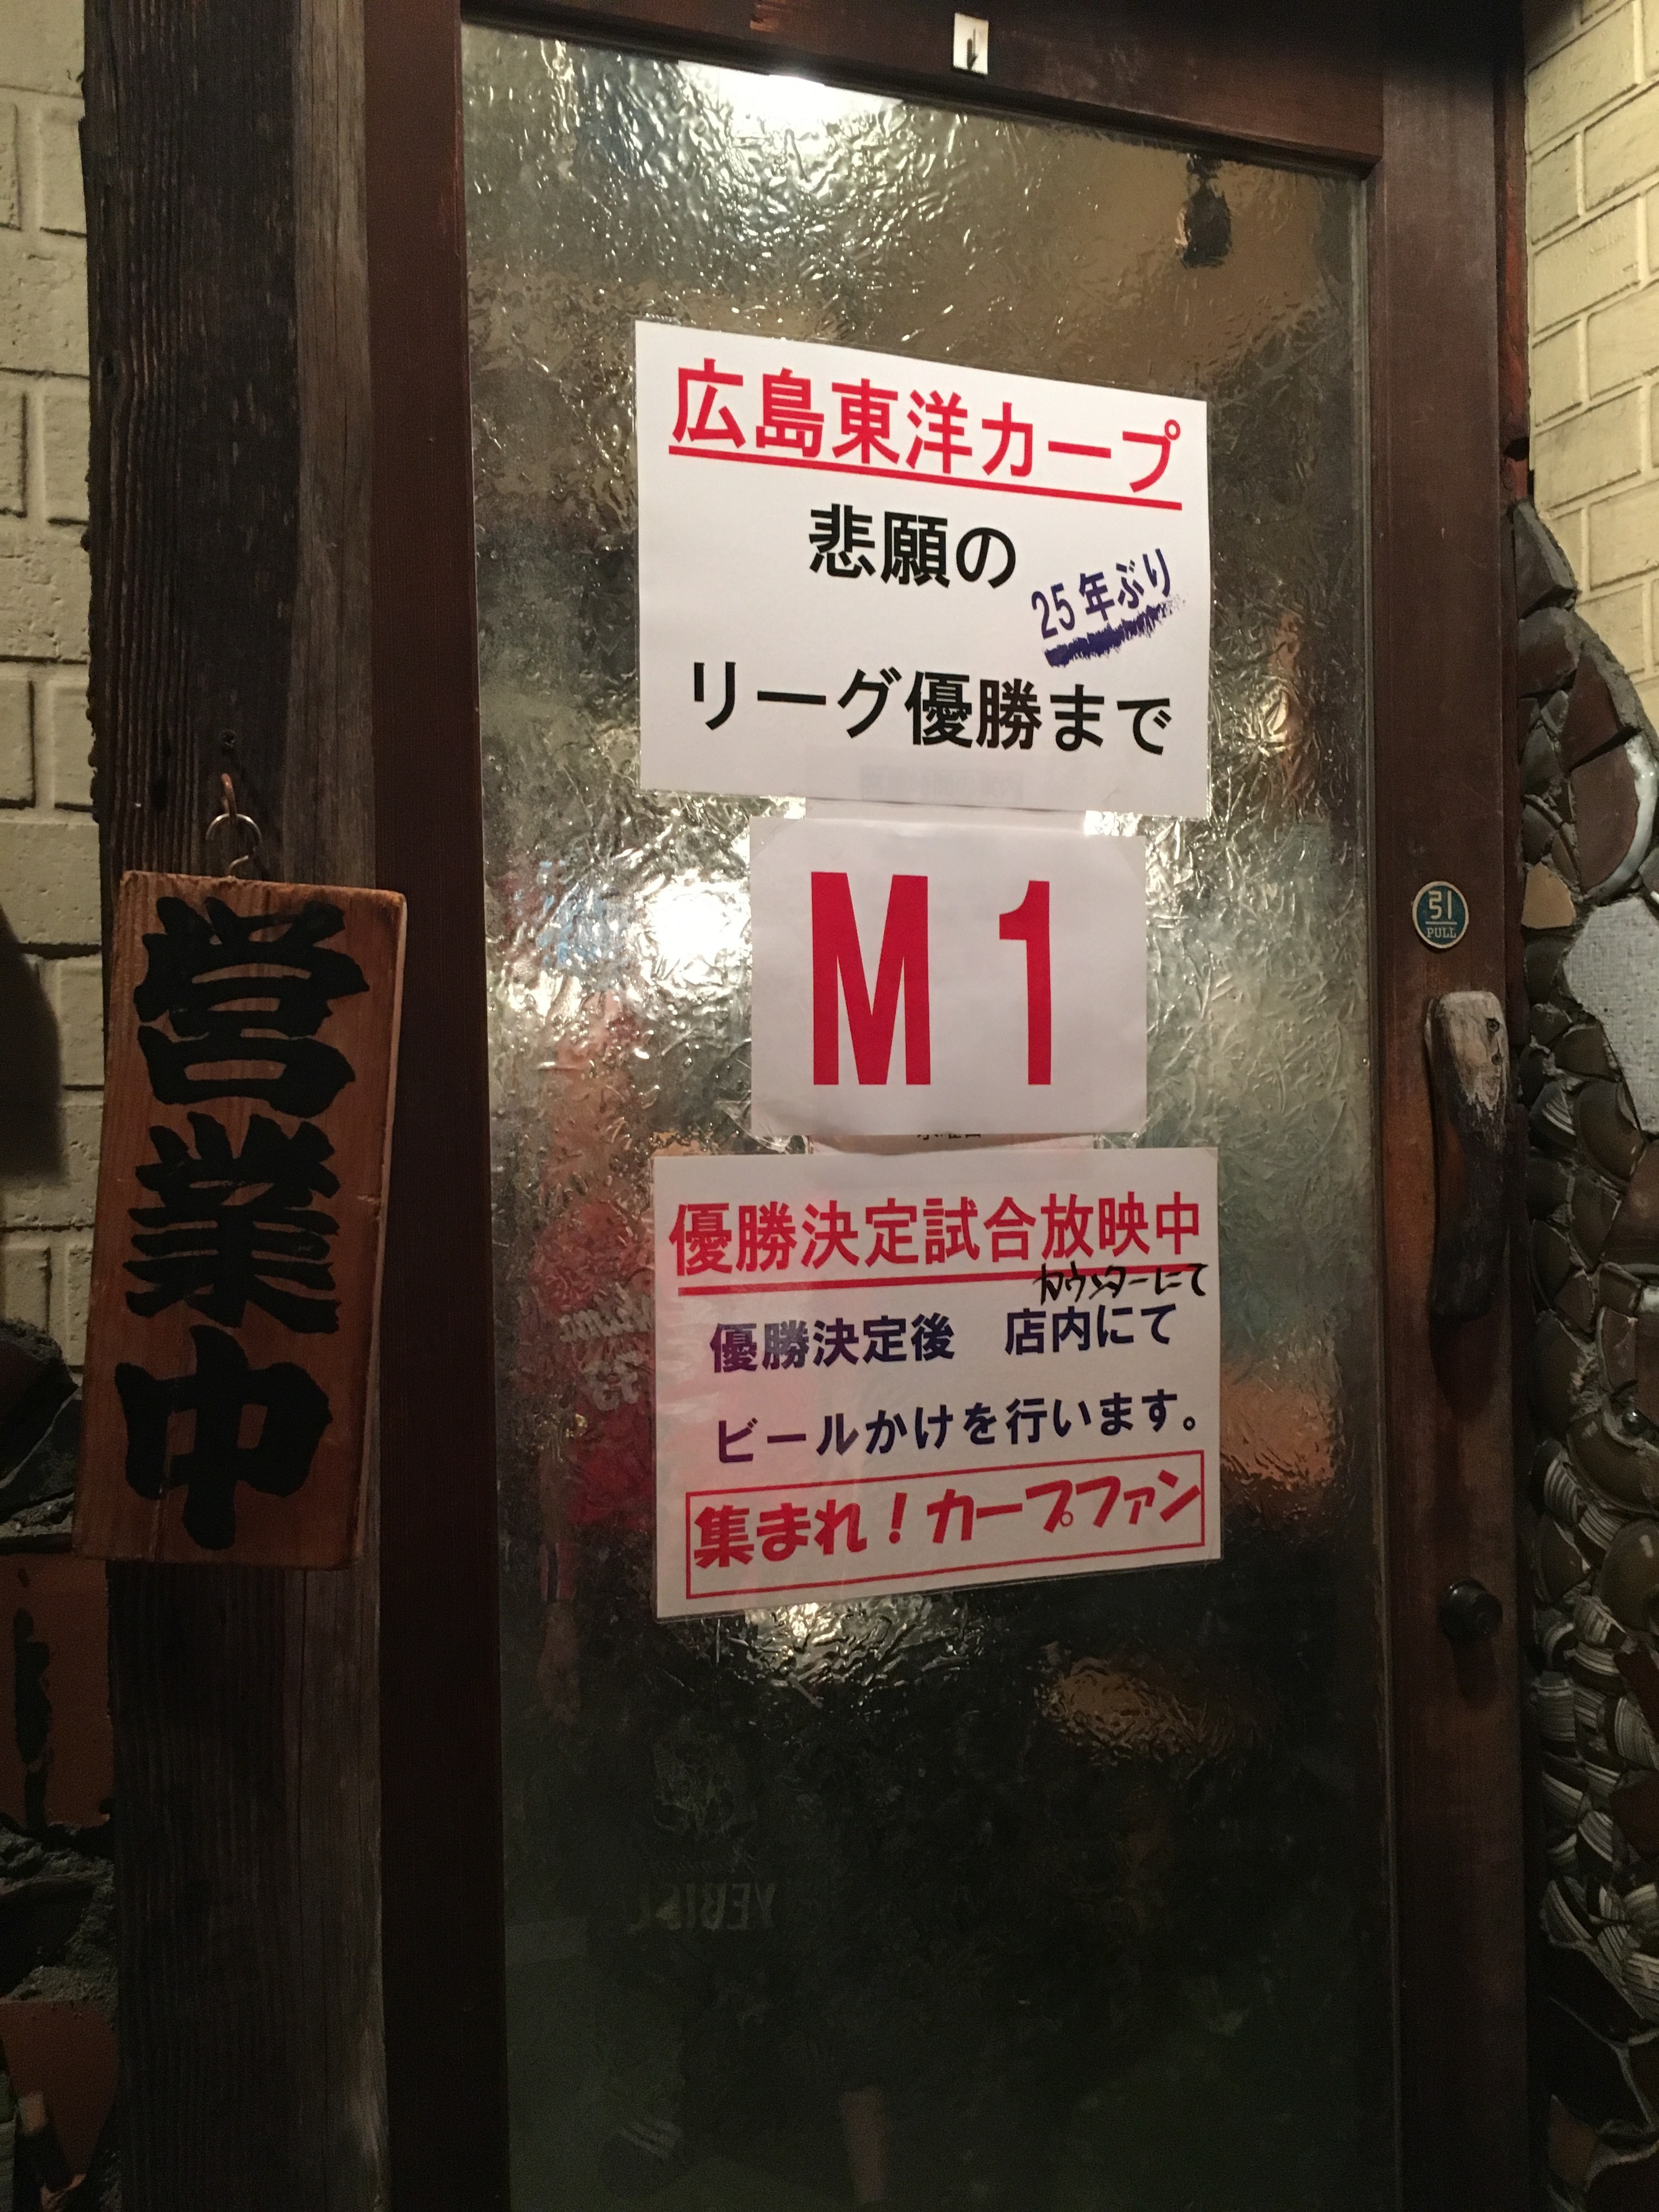 広島東洋カープ
悲願の
25年ぶり
リーグ優勝まで
M1
優勝決定試合放映中
カウンターにて
優勝決定後 店内にて
ビールかけを行います。
集まれ！カープファン
営業中
引
PULL